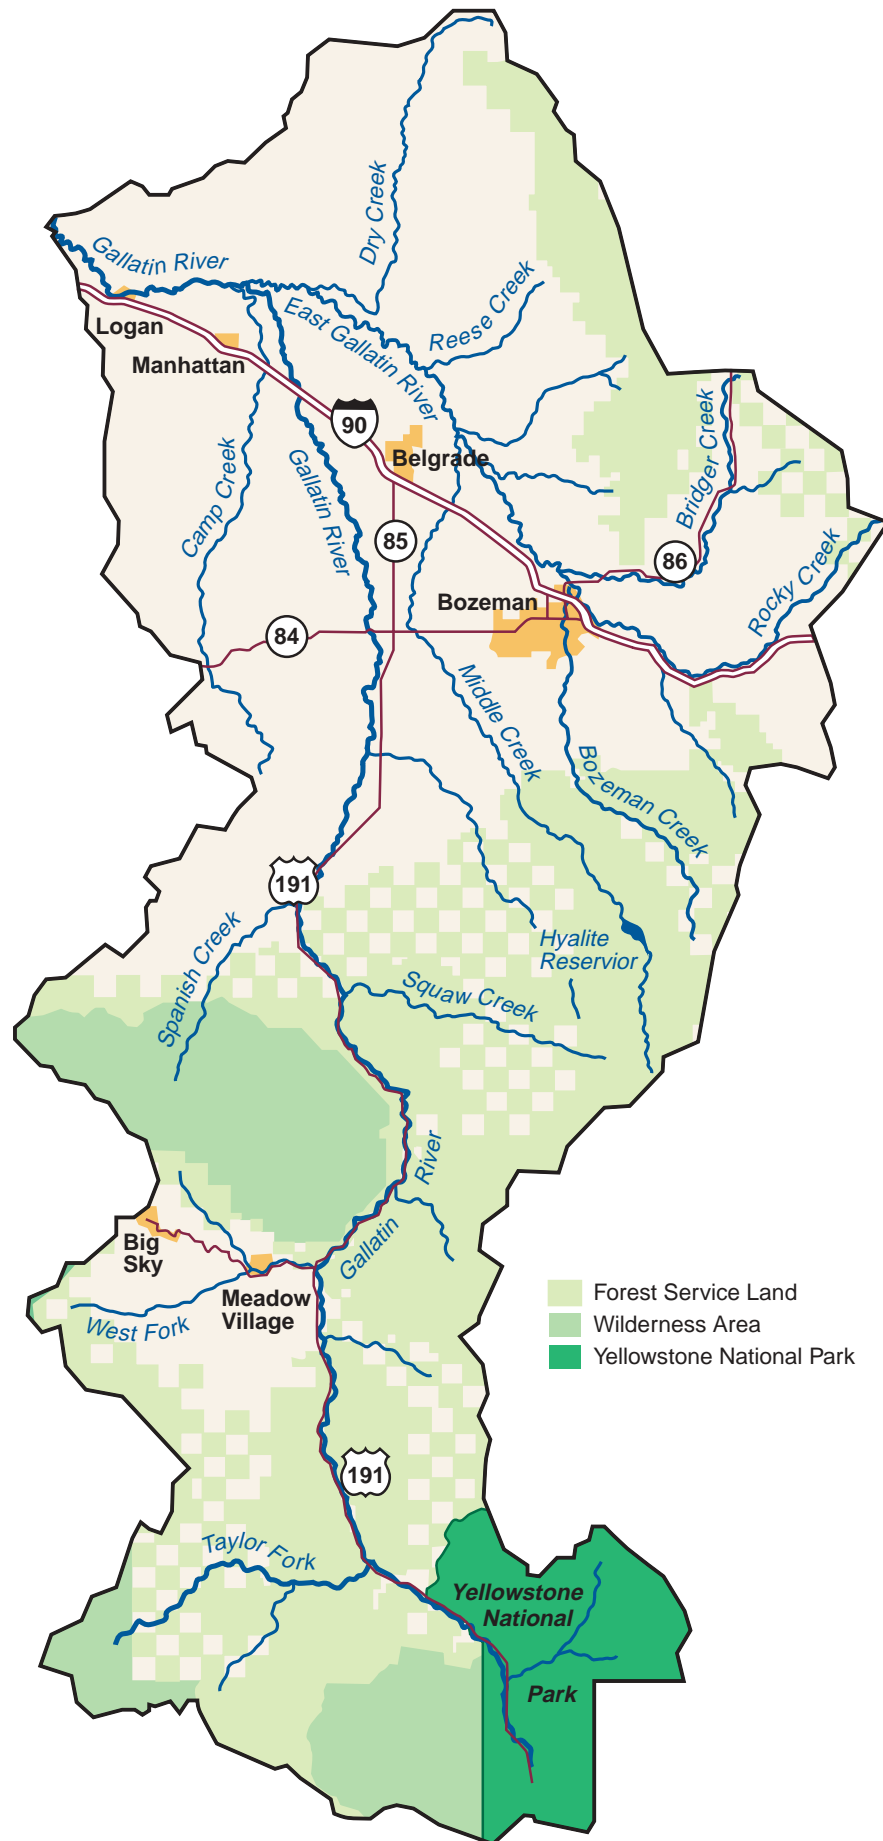 Dry Creek
Gallatin River
Reese Creek
East Gallatin River
Logan
Manhattan
90
Bridger Creek
Belgrade
Camp Creek
Gallatin River
85
86
Rocky Creek
Bozeman
84
Middle Creek
Bozeman Creek
191
Spanish Creek
Hyalite
Reservior
Squaw Creek
River
Gallatin
Big
Sky
Meadow
Village
West Fork
Forest Service Land
Wilderness Area
Yellowstone National Park
191
Taylor Fork
Yellowstone
National
Park